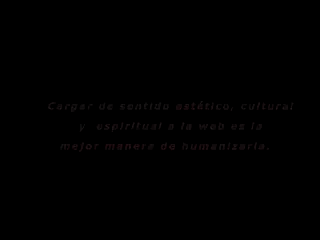 Cargar de sentido estético, cultural
y espiritual a la web es la
mejor manera de humanizarla.